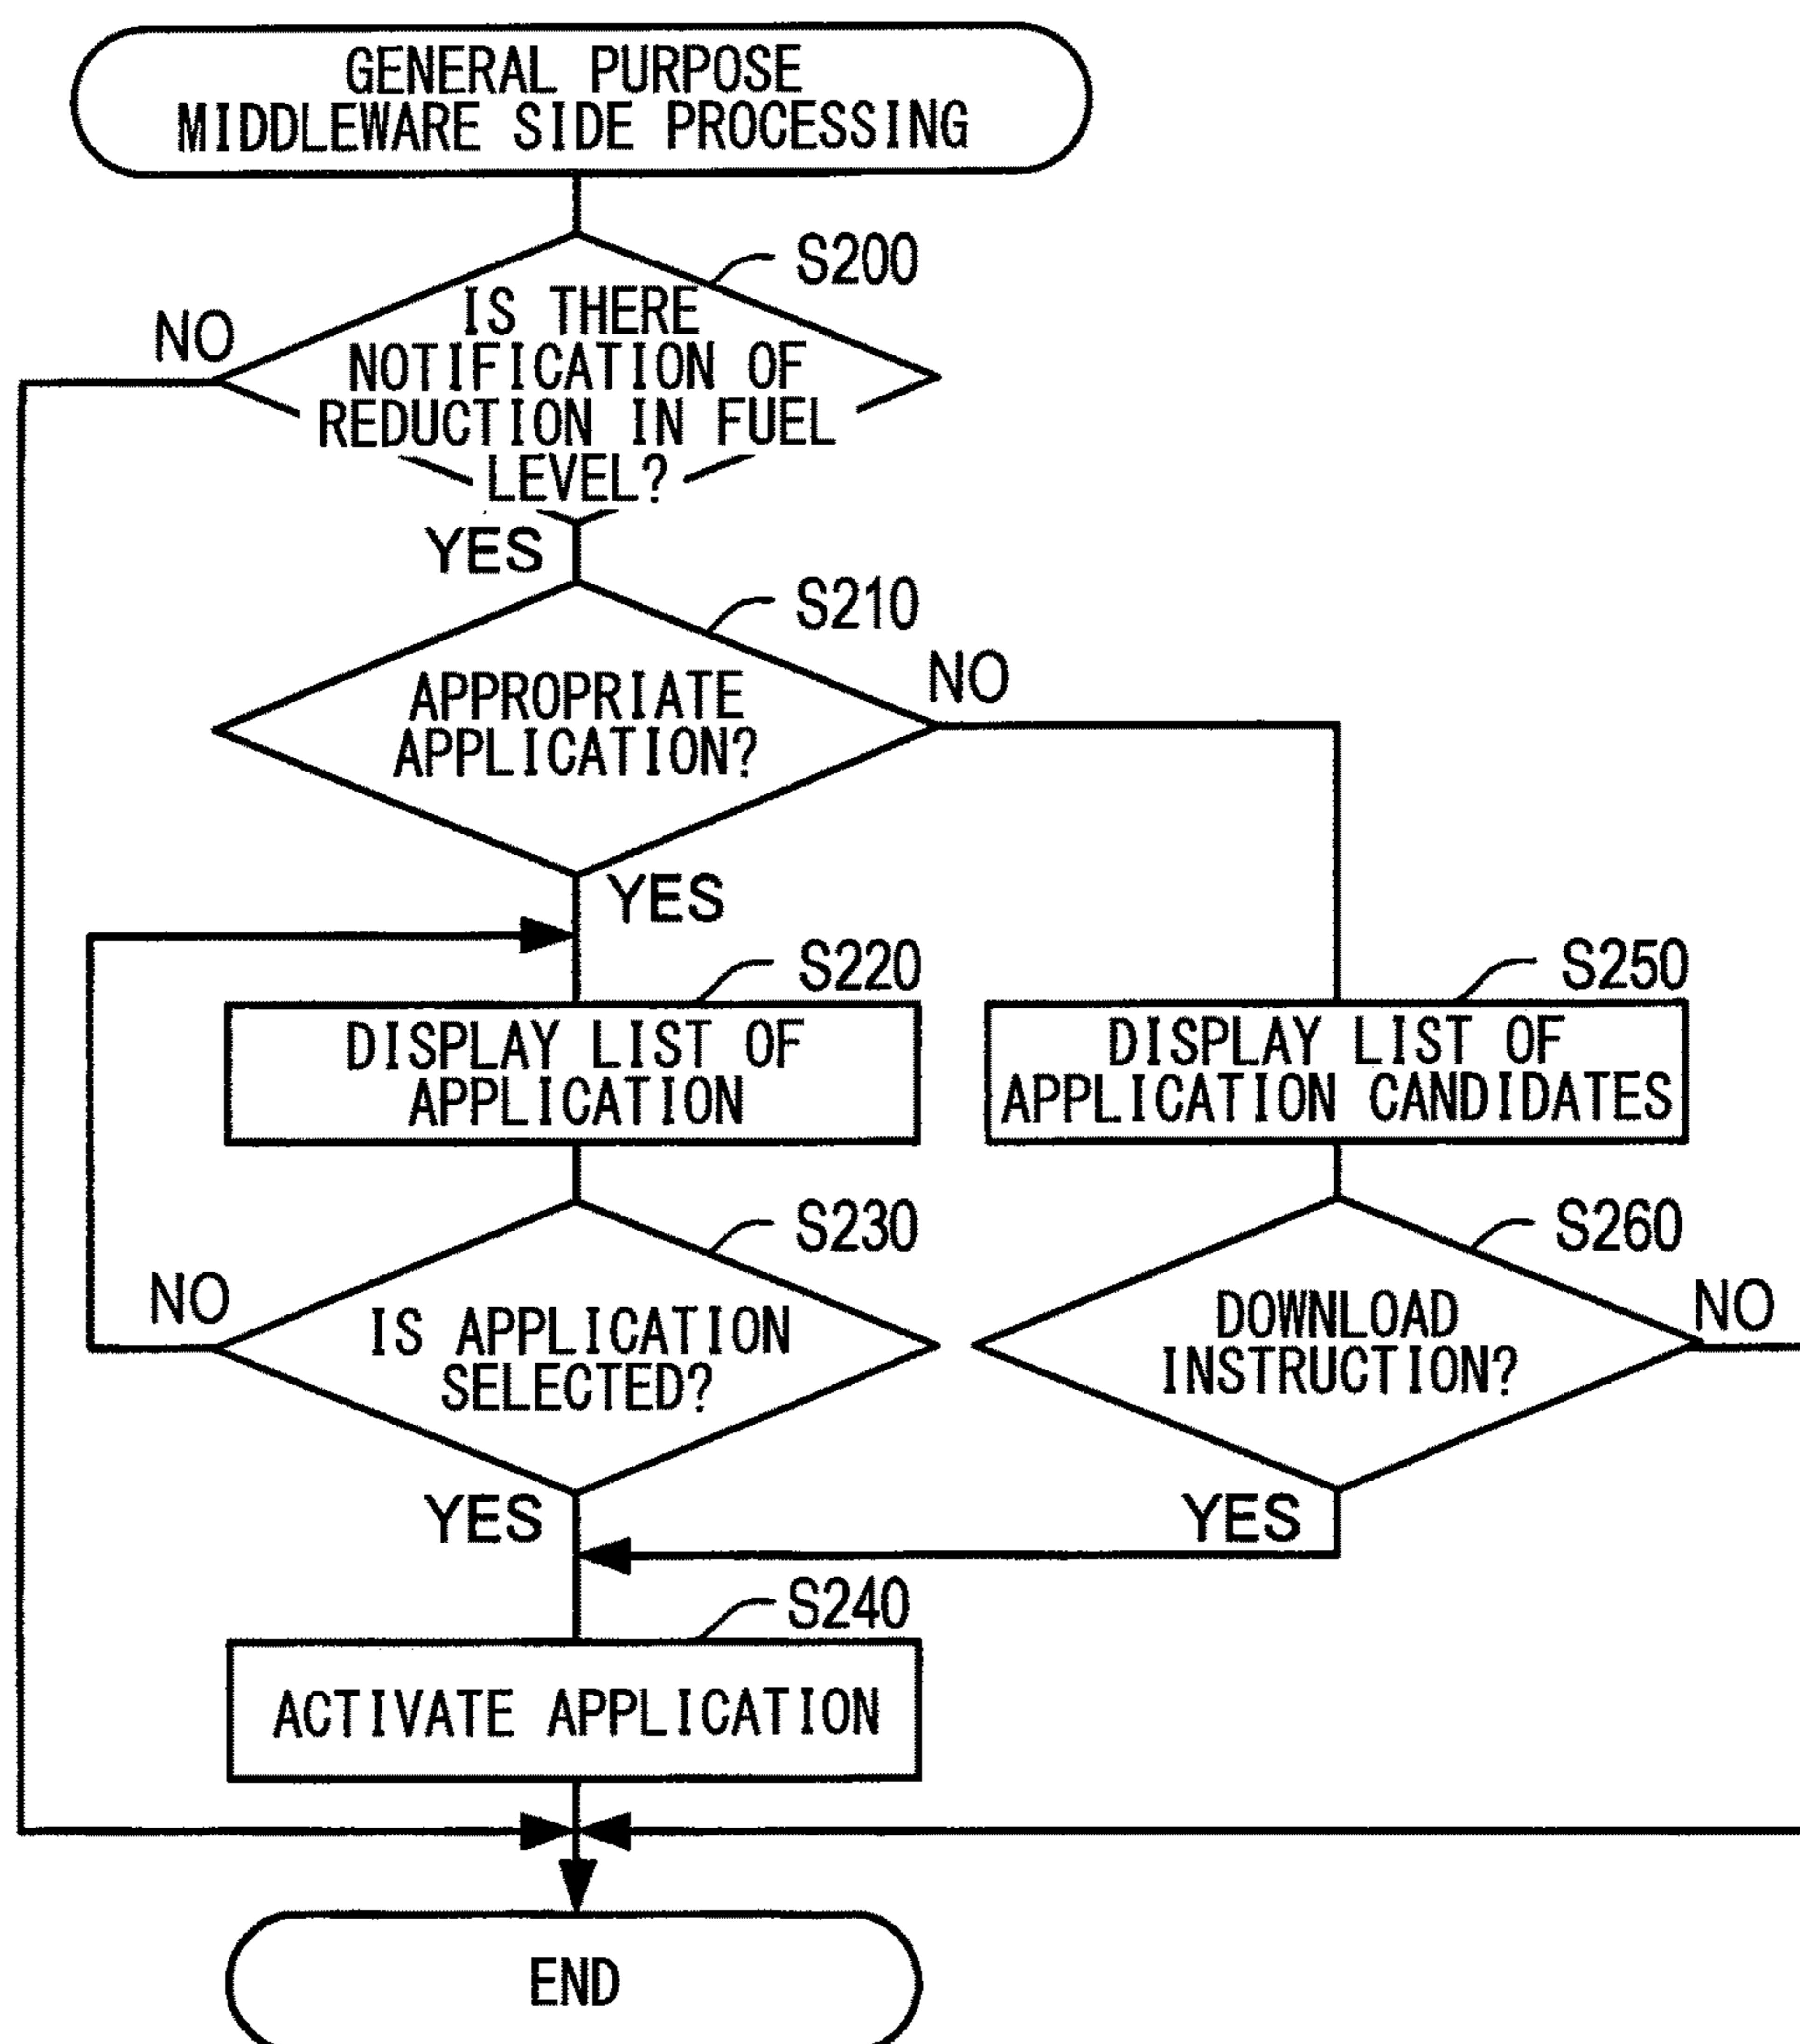 GENERAL PURPOSE
MIDDLEWARE SIDE PROCESSING
S200
NO
IS THERE
NOTIFICATION OF
REDUCTION IN FUEL
LEVEL?
YES
S210
NO
APPROPRIATE
APPLICATION?
YES
S220
DISPLAY LIST OF
APPLICATION
S250
DISPLAY LIST OF
APPLICATION CANDIDATES
S230
NO
IS APPLICATION
SELECTED?
YES
S260
NO
DOWNLOAD
INSTRUCTION?
YES
S240
ACTIVATE APPLICATION
END